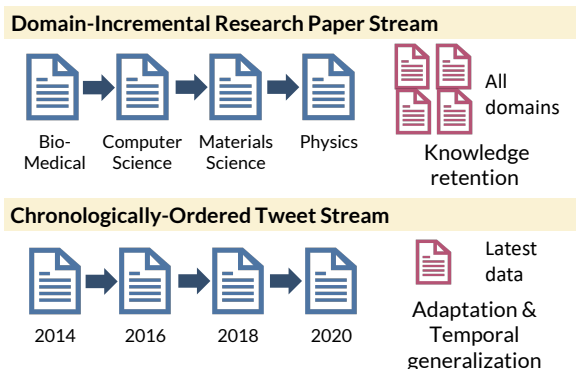 Domain-Incremental Research Paper Stream
Bio-
Medical
Computer
Science
Materials
Science
Physics
All
domains
Knowledge
retention
Chronologically-Ordered Tweet Stream
2014
2016
2018
2020
Latest
data
Adaptation &
Temporal
generalization